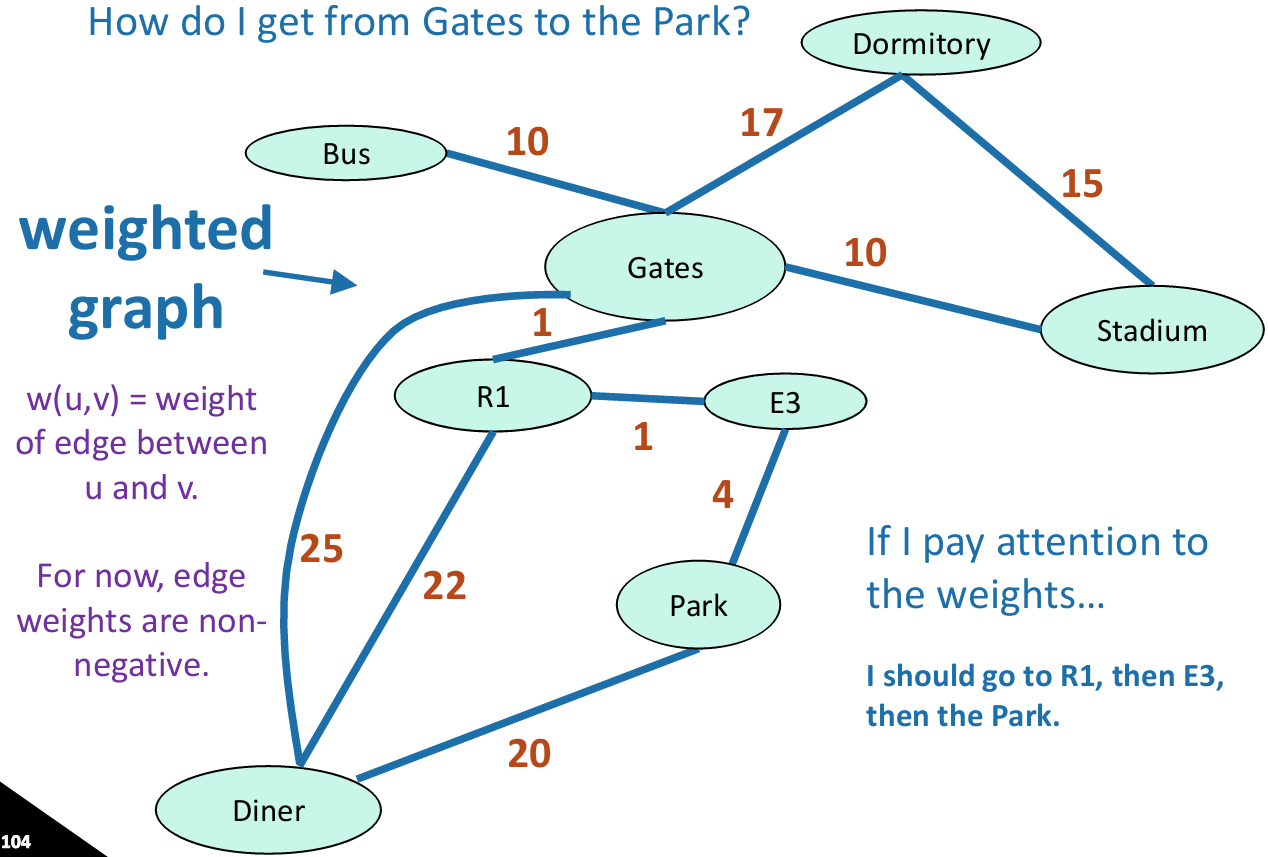 How do I get from Gates to the Park?
Dormitory
17
10
Bus
15
weighted
graph
10
Gates
Stadium
1
R1
E3
1
w(u,v) = weight
of edge between
u and v.
4
25
22
For now, edge
weights are non-
negative.
If I pay attention to
the weights...
Park
I should go to R1, then E3,
then the Park.
20
Diner
104